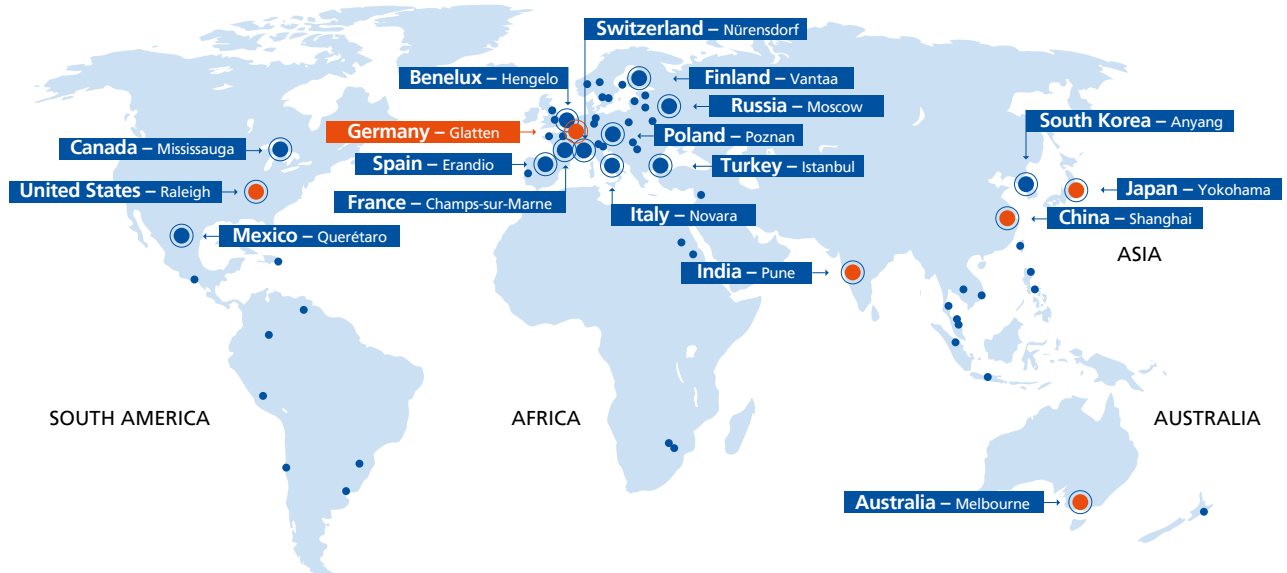 Switzerland – Nürensdorf
Benelux – Hengelo
Finland – Vantaa
Russia – Moscow
South Korea – Anyang
Germany – Glatten
Poland – Poznan
Canada – Mississauga
Spain – Erandio
Turkey – Istanbul
United States – Raleigh
Japan – Yokohama
France – Champs-sur-Marne
Italy – Novara
China – Shanghai
Mexico – Querétaro
ASIA
India – Pune
SOUTH AMERICA
AFRICA
AUSTRALIA
Australia – Melbourne